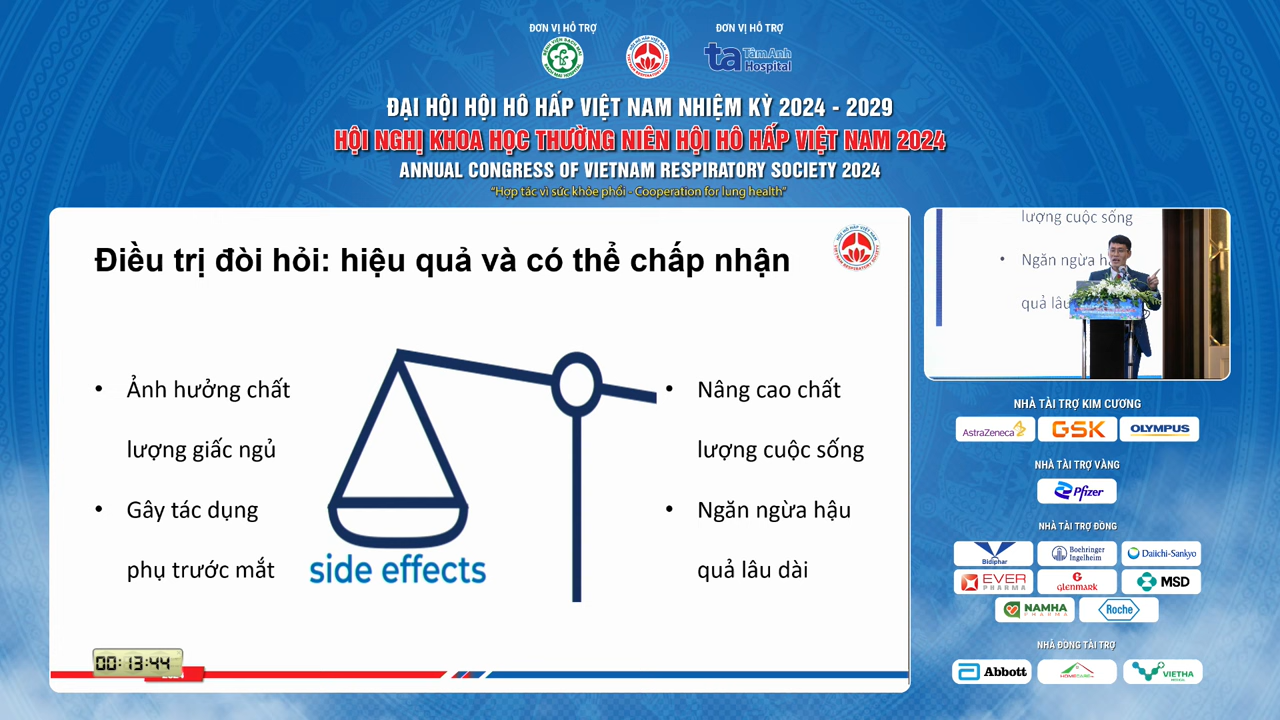 ĐƠN VỊ HỖ TRỢ
ĐƠN VỊ HỖ TRỢ
ta TâmAnh
Hospital
ĐẠI HỘI HỘI HÔ HẤP VIỆT NAM NHIỆM KỲ 2024 - 2029
HỘI NGHỊ KHOA HỌC THƯỜNG NIÊN HỘI HÔ HẤP VIỆT NAM 2024
ANNUAL CONGRESS OF VIETNAM RESPIRATORY SOCIETY 2024
"Hợp tác vì sức khỏe phổi - Cooperation for lung health"
Điều trị đòi hỏi: hiệu quả và có thể chấp nhận
• Ảnh hưởng chất
lượng giấc ngủ
• Gây tác dụng
phụ trước mắt
side effects
• Nâng cao chất
lượng cuộc sống
• Ngăn ngừa hậu
quả lâu dài
00:13:44
lượng cuộc sống
• Ngăn ngừa h
quả lâu
NHÀ TÀI TRỢ KIM CƯƠNG
AstraZeneca
GSK
OLYMPUS
NHÀ TÀI TRỢ VÀNG
Pfizer
NHÀ TÀI TRỢ ĐỒNG
Bidiphar
Boehringer
Ingelheim
Daiichi-Sankyo
EVER
PHARMA
GLENMARK
MSD
NAMHA
PHARMA
Roche
NHÀ ĐỒNG TÀI TRỢ
Abbott
HOMECARE
VIETHA
MEDICAL